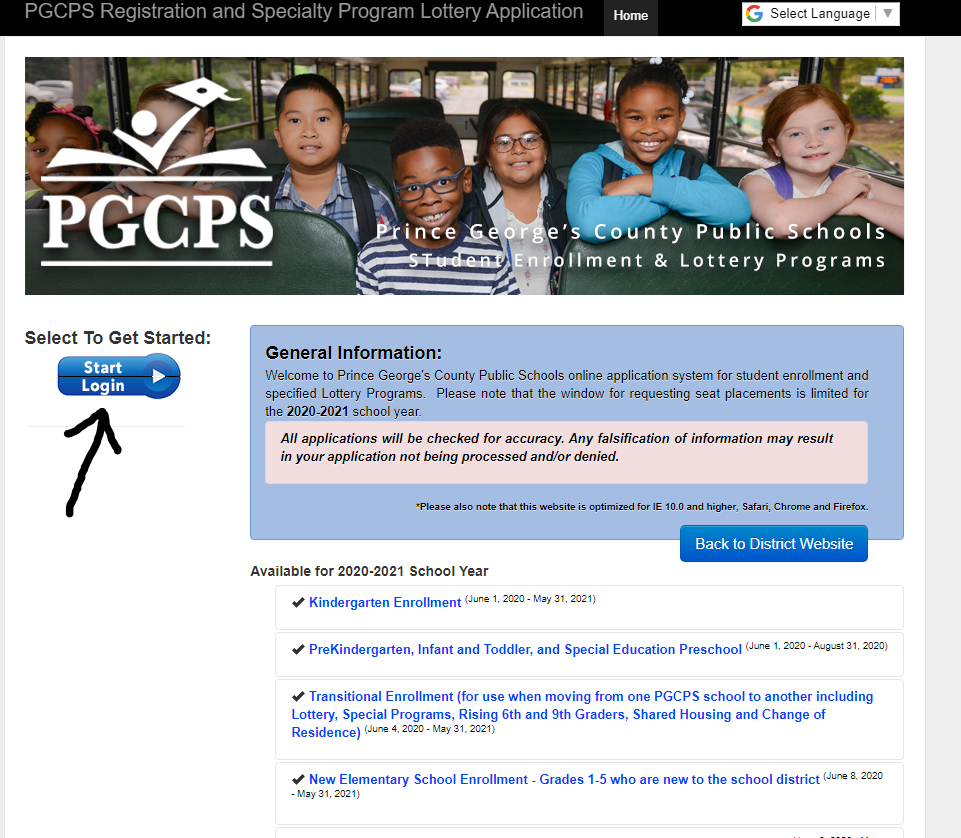 PGCPS Registration and Specialty Program Lottery Application
Home
Select Language
PGCPS
Prince George's County Public Schools
STudent Enrollment & Lottery Programs
Select To Get Started:
Start
Login
General Information:
Welcome to Prince George's County Public Schools online application system for student enrollment and
specified Lottery Programs. Please note that the window for requesting seat placements is limited for
the 2020-2021 school year.
All applications will be checked for accuracy. Any falsification of information may result
in your application not being processed and/or denied.
*Please also note that this website is optimized for IE 10.0 and higher, Safari, Chrome and Firefox.
Back to District Website
Available for 2020-2021 School Year
Kindergarten Enrollment (June 1, 2020 - May 31, 2021)
PreKindergarten, Infant and Toddler, and Special Education Preschool (June 1, 2020 - August 31, 2020)
Transitional Enrollment (for use when moving from one PGCPS school to another including
Lottery, Special Programs, Rising 6th and 9th Graders, Shared Housing and Change of
Residence) (June 4, 2020 - May 31, 2021)
New Elementary School Enrollment - Grades 1-5 who are new to the school district (June 8, 2020
- May 31, 2021)